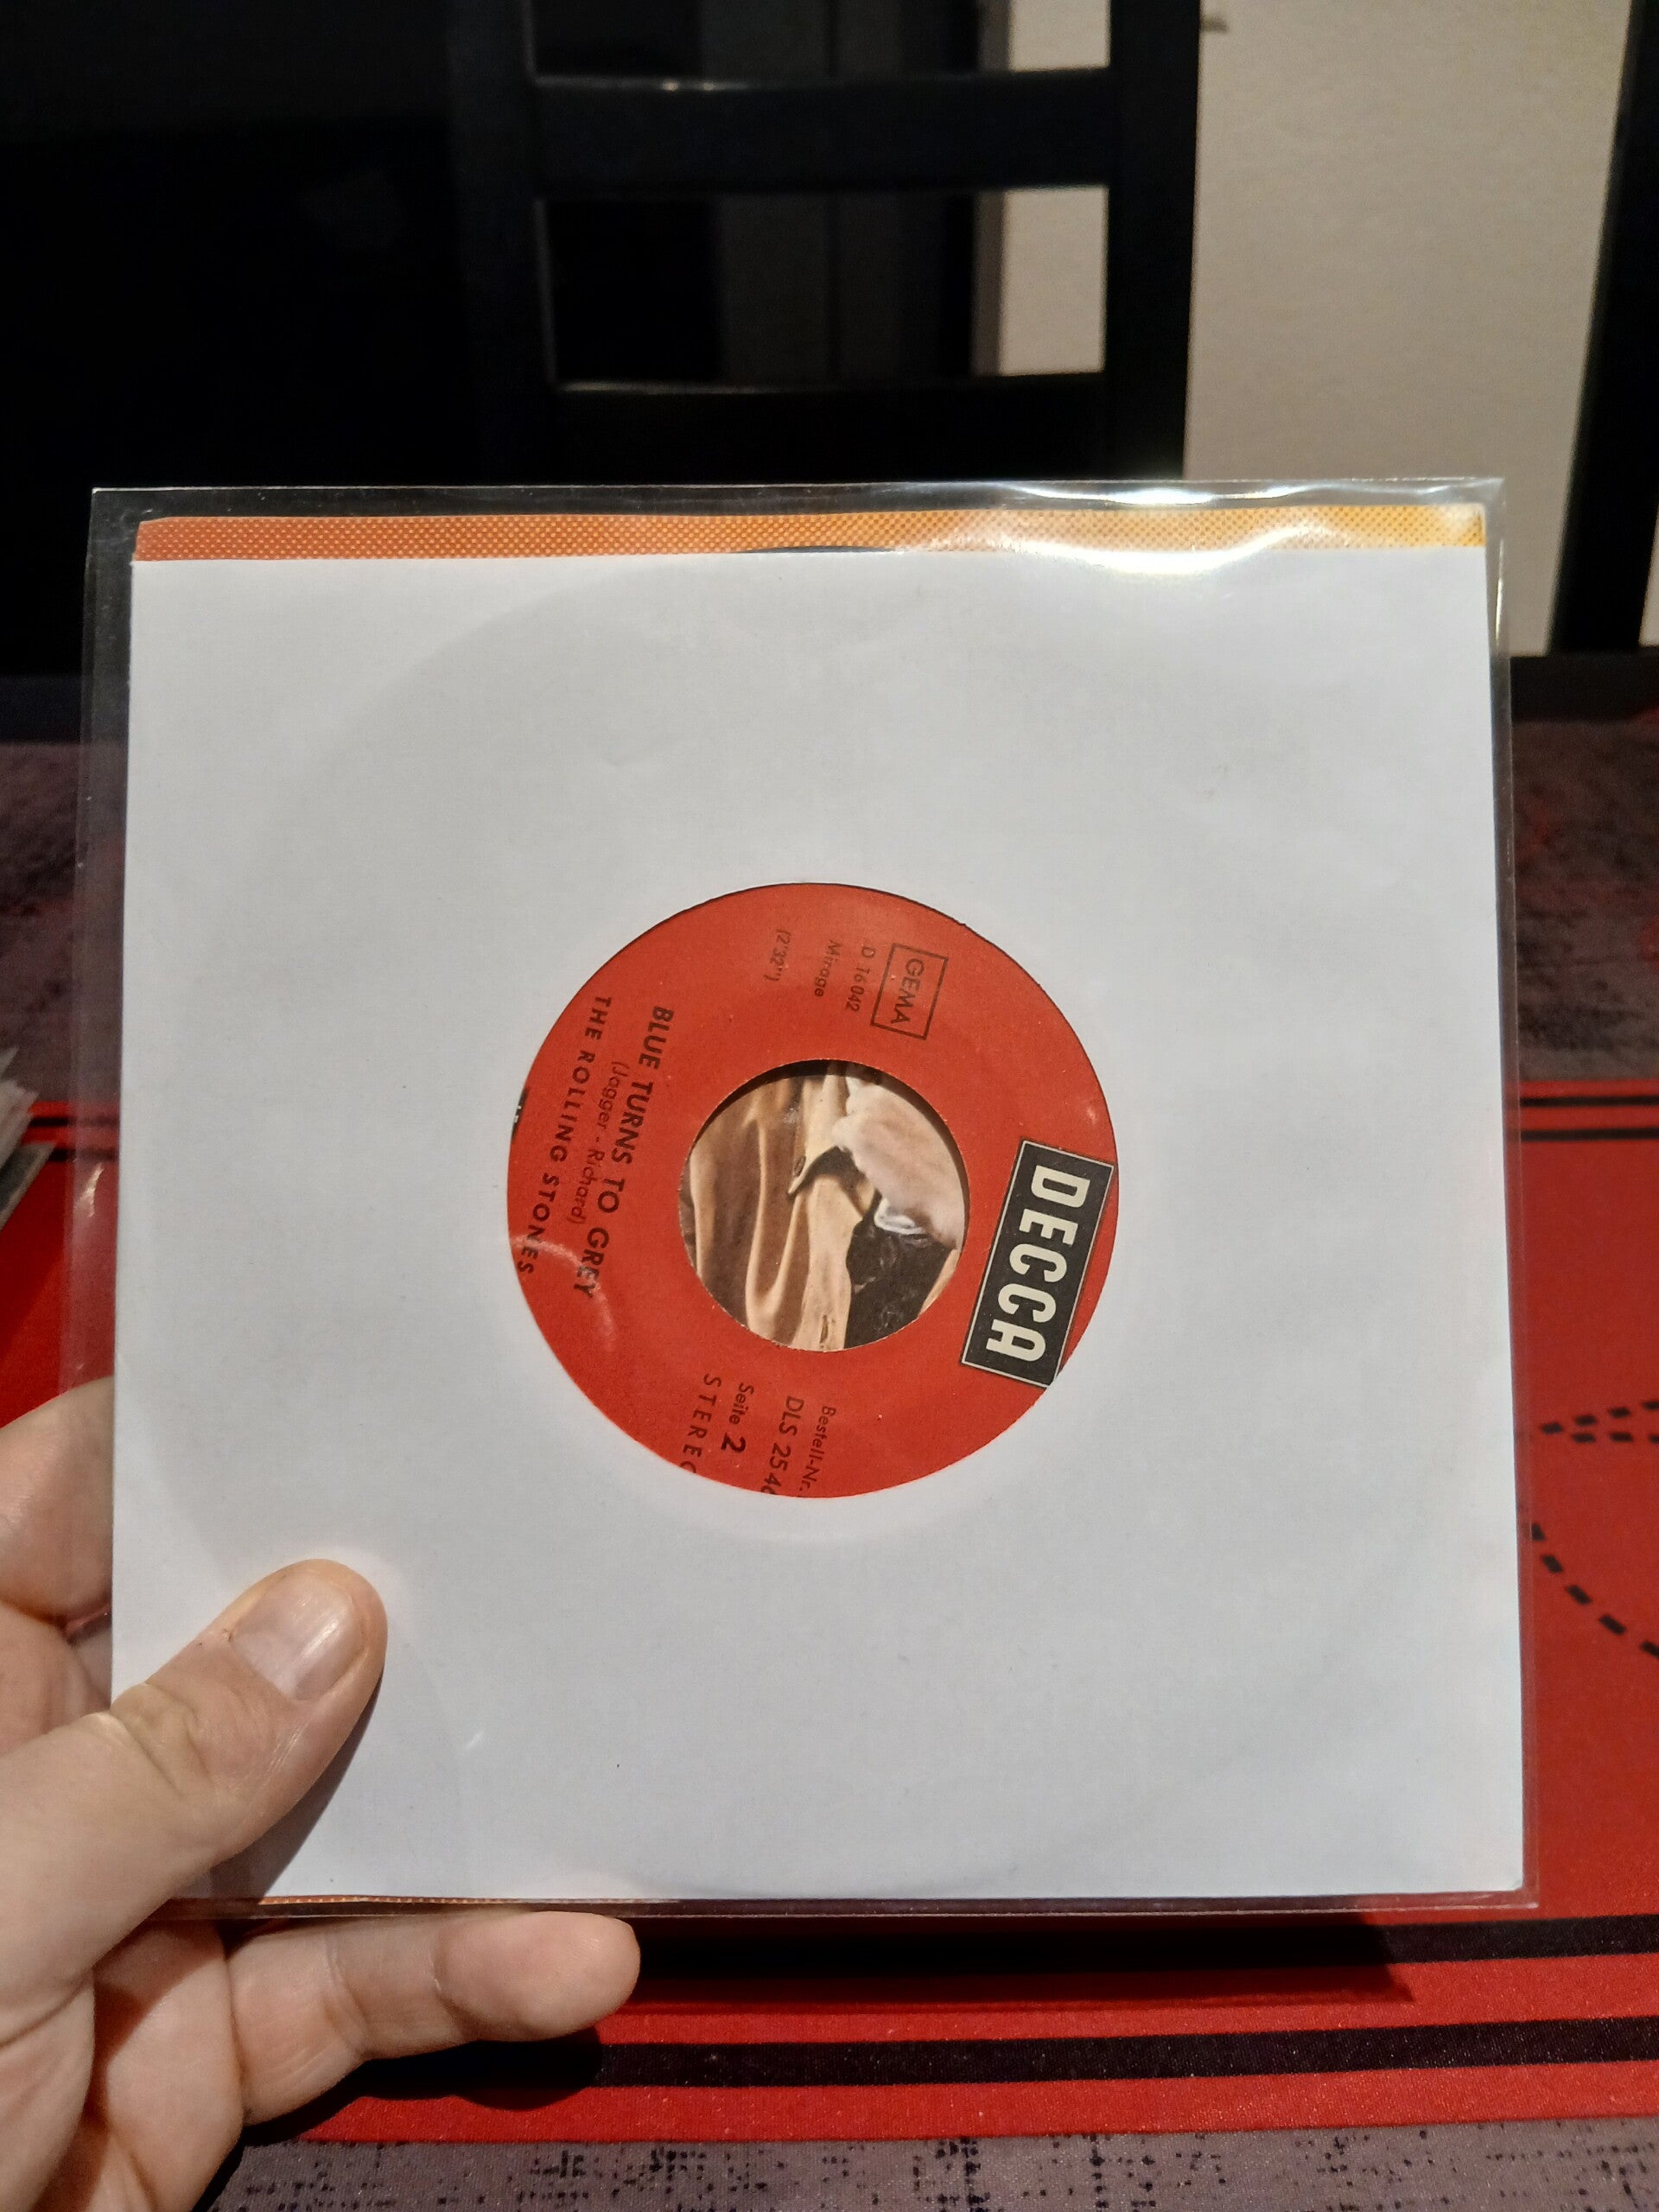 DECCA
GEMA
D 16 042
Mirage
(2'32")
Bestell-Nr.
DLS 254
Seite 2
STEREO
BLUE TURNS TO GREY
(Jagger - Richard)
THE ROLLING STONES